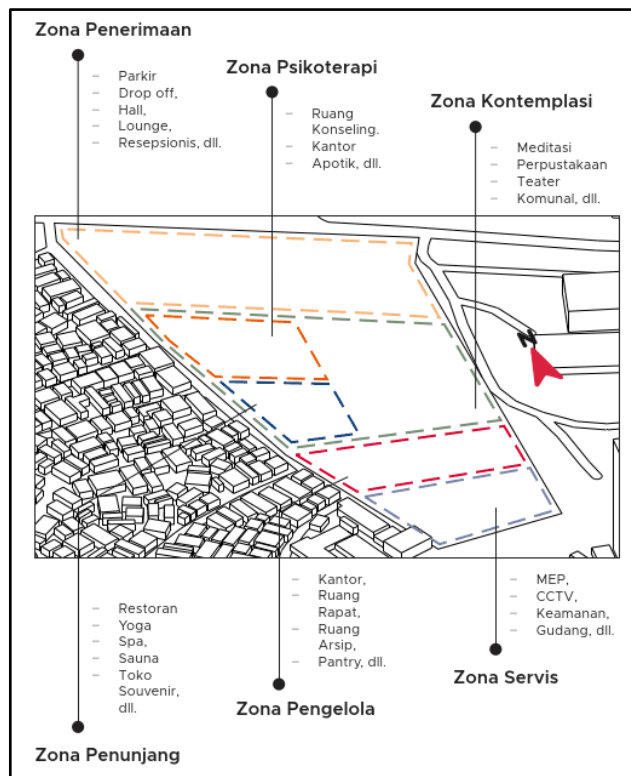 Zona Penerimaan
– Parkir
– Drop off,
– Hall,
– Lounge,
– Resepsionis, dll.
Zona Psikoterapi
– Ruang
Konseling.
– Kantor
– Apotik, dll.
Zona Kontemplasi
– Meditasi
– Perpustakaan
– Teater
– Komunal, dll.
N
– Restoran
– Yoga
– Spa,
– Sauna
– Toko
Souvenir,
dll.
Zona Penunjang
– Kantor,
– Ruang
Rapat,
– Ruang
Arsip,
– Pantry, dll.
Zona Pengelola
– MEP,
– CCTV,
– Keamanan,
– Gudang, dll.
Zona Servis